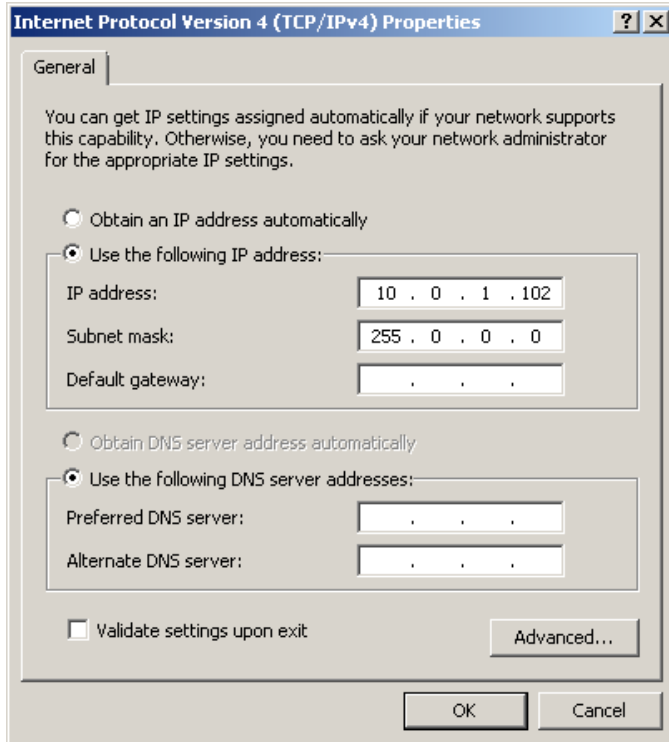 Internet Protocol Version 4 (TCP/IPv4) Properties
General
You can get IP settings assigned automatically if your network supports
this capability. Otherwise, you need to ask your network administrator
for the appropriate IP settings.
Obtain an IP address automatically
Use the following IP address:
IP address: 10 . 0 . 1 . 102
Subnet mask: 255 . 0 . 0 . 0
Default gateway: . . .
Obtain DNS server address automatically
Use the following DNS server addresses:
Preferred DNS server: . . .
Alternate DNS server: . . .
Validate settings upon exit
Advanced...
OK Cancel